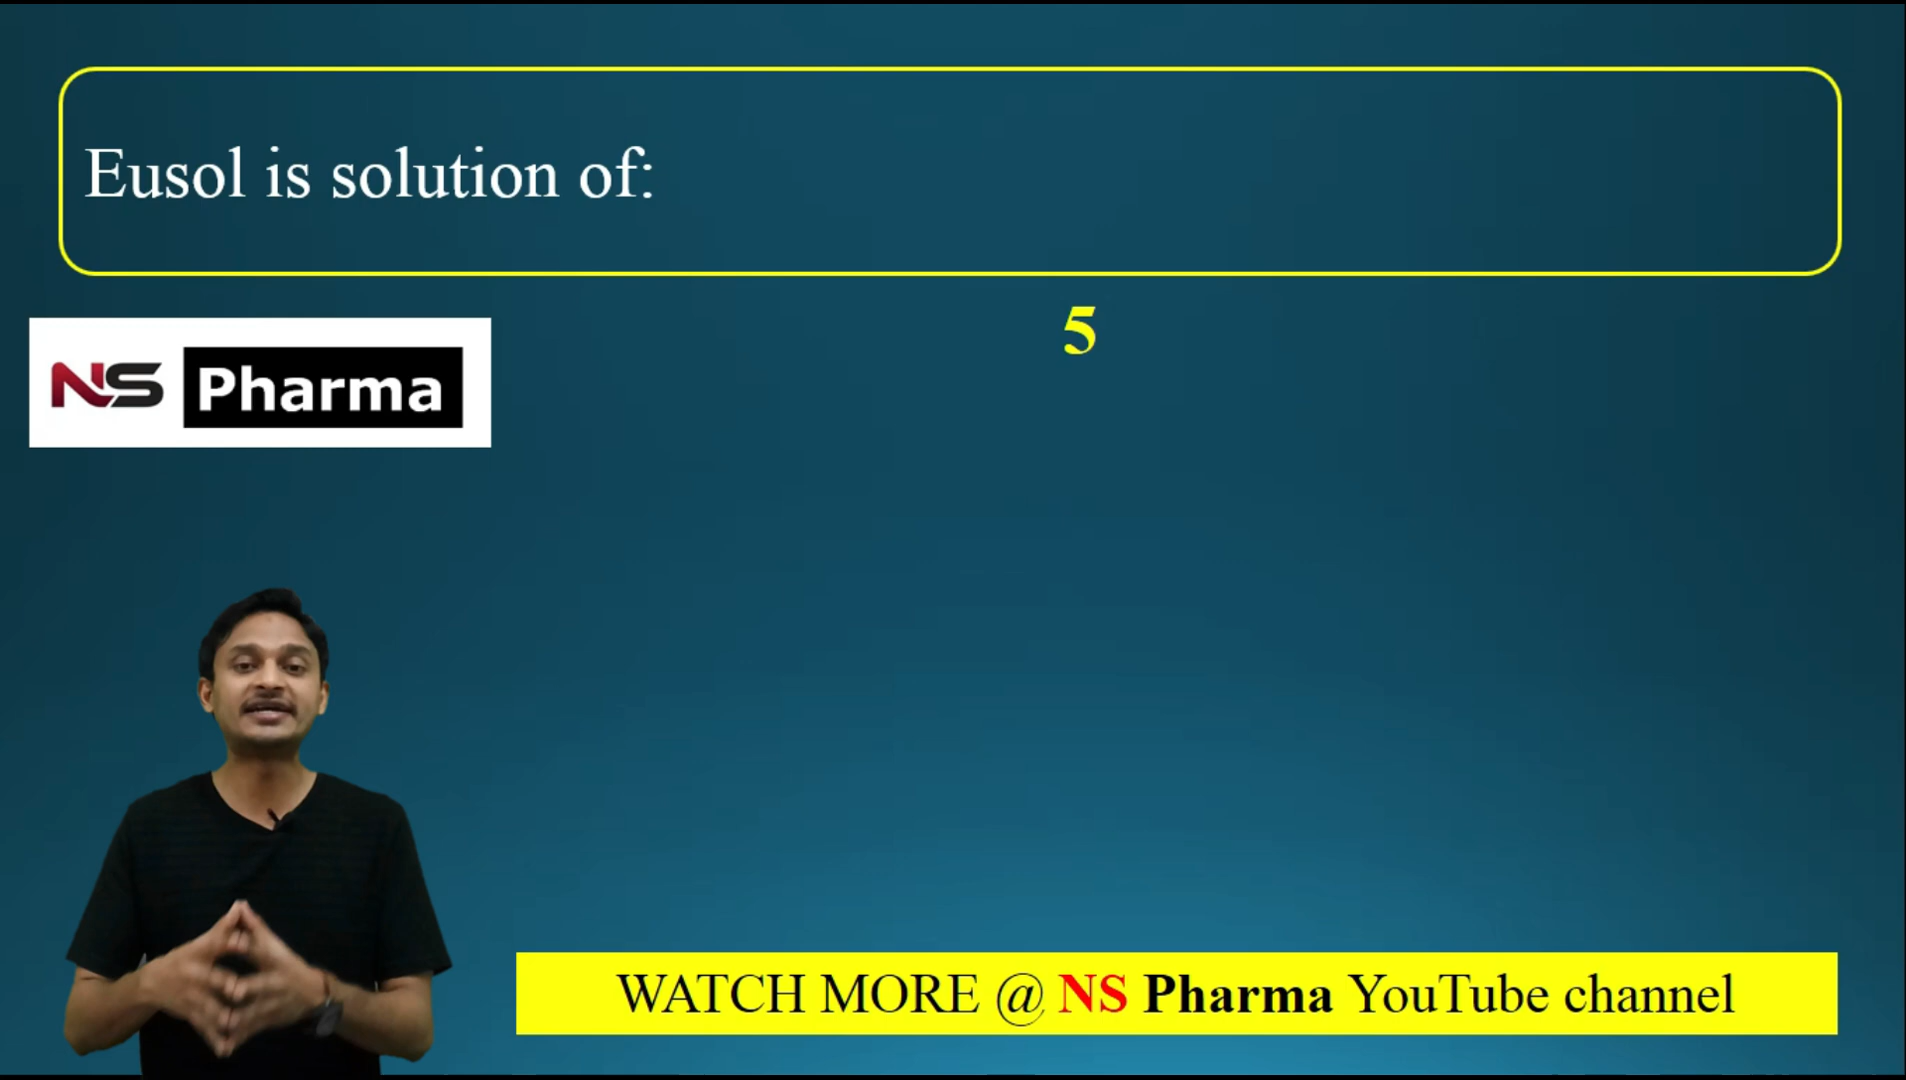 Eusol is solution of:
5
NS Pharma
WATCH MORE @ NS Pharma YouTube channel